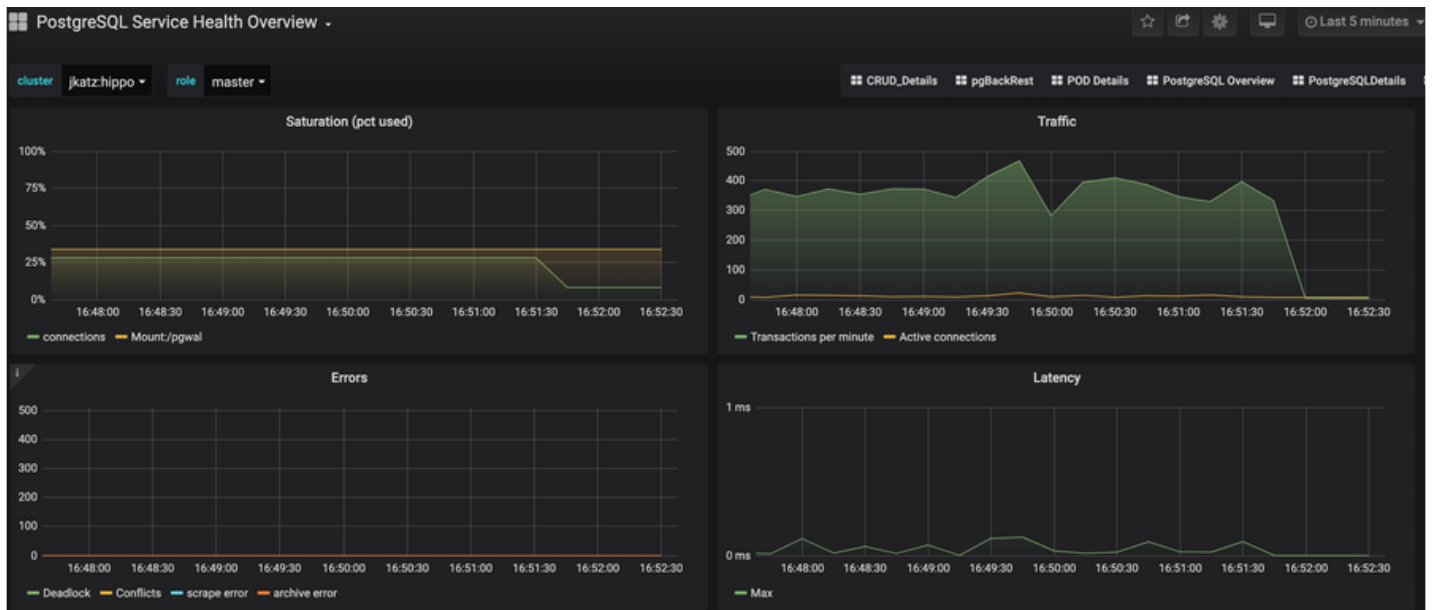 PostgreSQL Service Health Overview
Last 5 minutes
cluster jkatz:hippo role master
CRUD_Details pgBackRest POD Details PostgreSQL Overview PostgreSQLDetails
Saturation (pct used)
100%
75%
50%
25%
0%
16:48:00 16:48:30 16:49:00 16:49:30 16:50:00 16:50:30 16:51:00 16:51:30 16:52:00 16:52:30
connections Mount:/pgwal
Traffic
500
400
300
200
100
0
16:48:00 16:48:30 16:49:00 16:49:30 16:50:00 16:50:30 16:51:00 16:51:30 16:52:00 16:52:30
Transactions per minute Active connections
i
Errors
500
400
300
200
100
0
16:48:00 16:48:30 16:49:00 16:49:30 16:50:00 16:50:30 16:51:00 16:51:30 16:52:00 16:52:30
Deadlock Conflicts scrape error archive error
Latency
1 ms
0 ms
16:48:00 16:48:30 16:49:00 16:49:30 16:50:00 16:50:30 16:51:00 16:51:30 16:52:00 16:52:30
Max